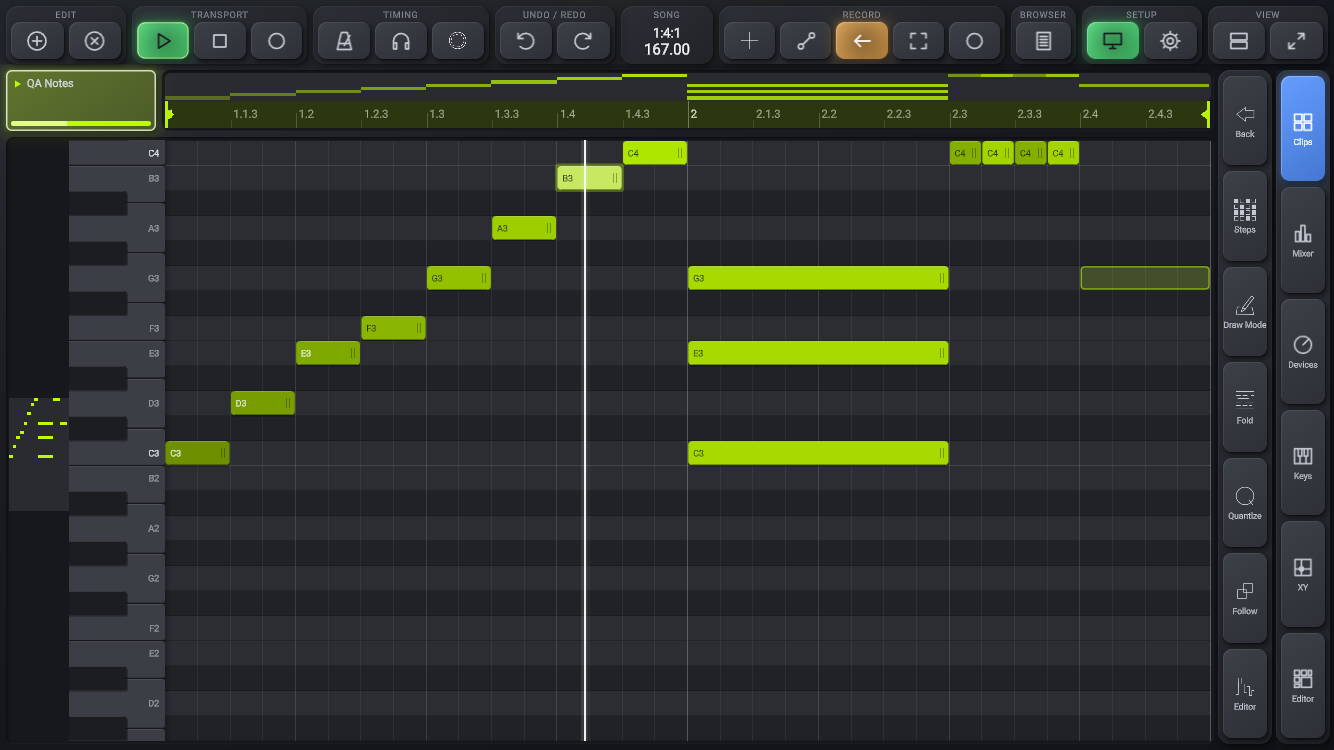 EDIT
TRANSPORT
TIMING
UNDO / REDO
SONG
RECORD
BROWSER
SETUP
VIEW
1:4:1
167.00
QA Notes
1.1.3
1.2
1.2.3
1.3
1.3.3
1.4
1.4.3
2
2.1.3
2.2
2.2.3
2.3
2.3.3
2.4
2.4.3
C4
B3
A3
G3
F3
E3
D3
C3
B2
A2
G2
F2
E2
D2
C3
D3
E3
F3
G3
A3
B3
C4
G3
E3
C3
C4
C4
C4
C4
Back
Steps
Draw Mode
Fold
Quantize
Follow
Editor
Clips
Mixer
Devices
Keys
XY
Editor